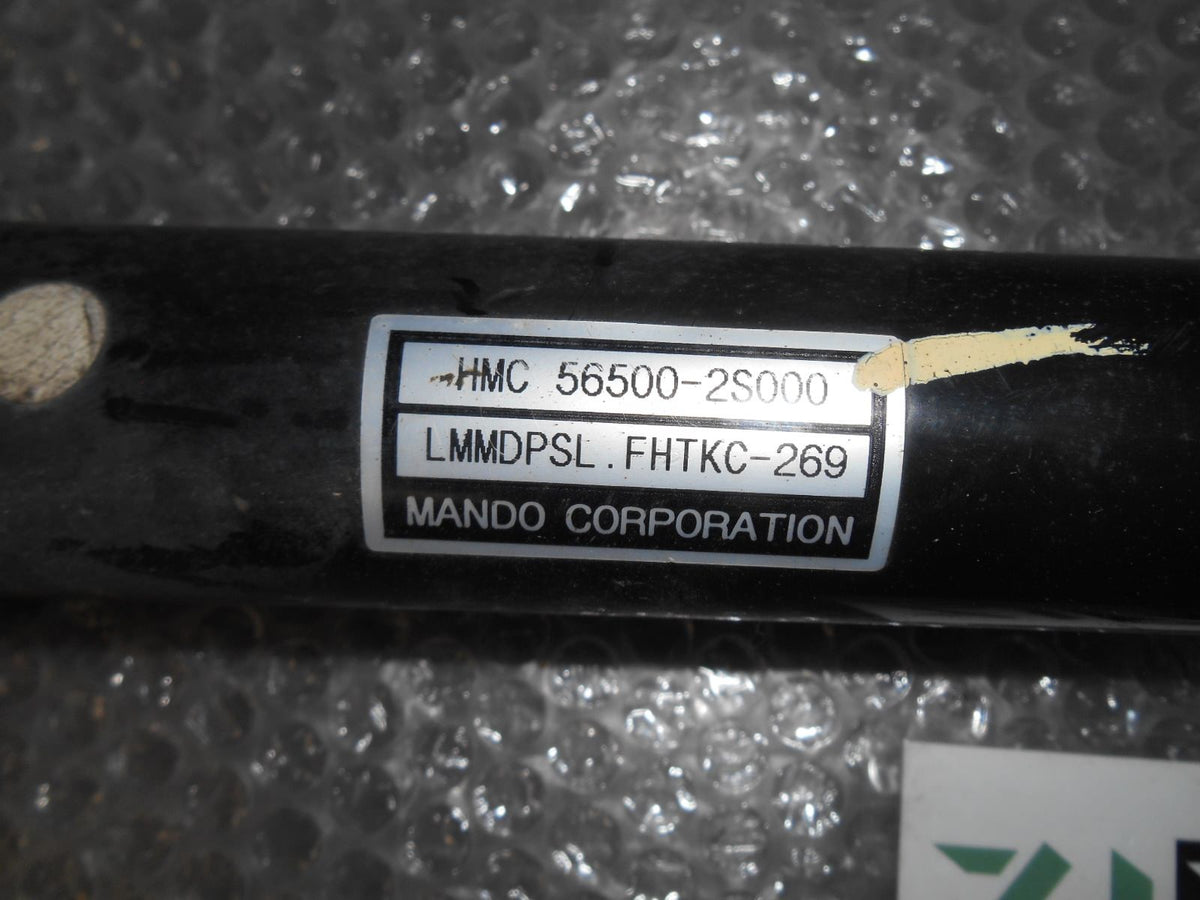 HMC 56500-2S000
LMMDPSL.FHTKC-269
MANDO CORPORATION